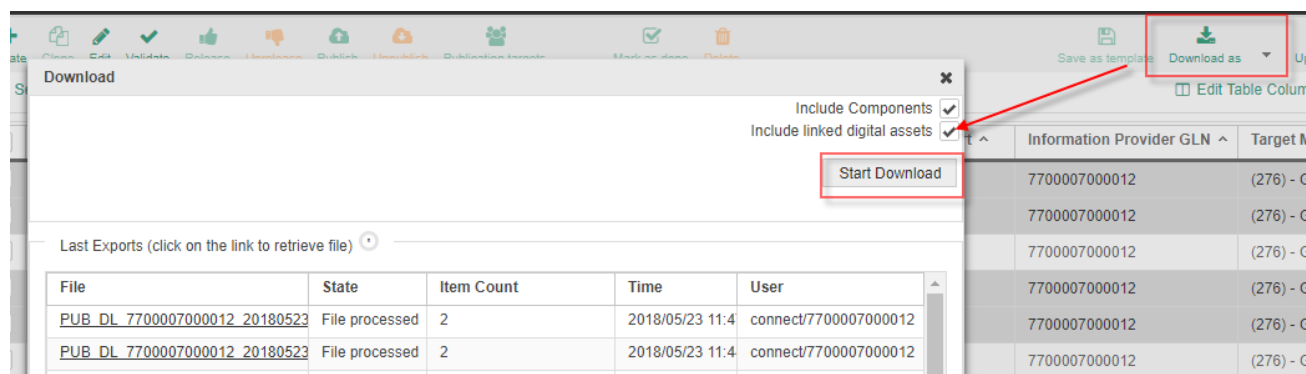 Edit Validate Release Unrelease Publish Unpublish Publication targets Mark as done Delete Save as template Download as
Edit Table Colum
Download
Include Components
Include linked digital assets
Start Download
Information Provider GLN Target M
7700007000012 (276) - G
7700007000012 (276) - G
7700007000012 (276) - G
7700007000012 (276) - G
7700007000012 (276) - G
7700007000012 (276) - G
Last Exports (click on the link to retrieve file)
File State Item Count Time User
PUB_DL_7700007000012_20180523 File processed 2 2018/05/23 11:4 connect/7700007000012
PUB_DL_7700007000012_20180523 File processed 2 2018/05/23 11:4 connect/7700007000012